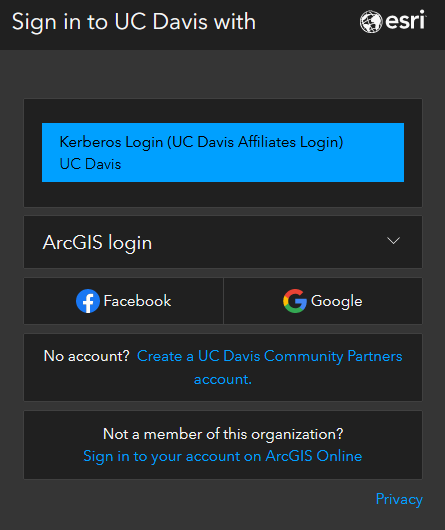 Sign in to UC Davis with
esri
Kerberos Login (UC Davis Affiliates Login)
UC Davis
ArcGIS login
Facebook
Google
No account? Create a UC Davis Community Partners
account.
Not a member of this organization?
Sign in to your account on ArcGIS Online
Privacy